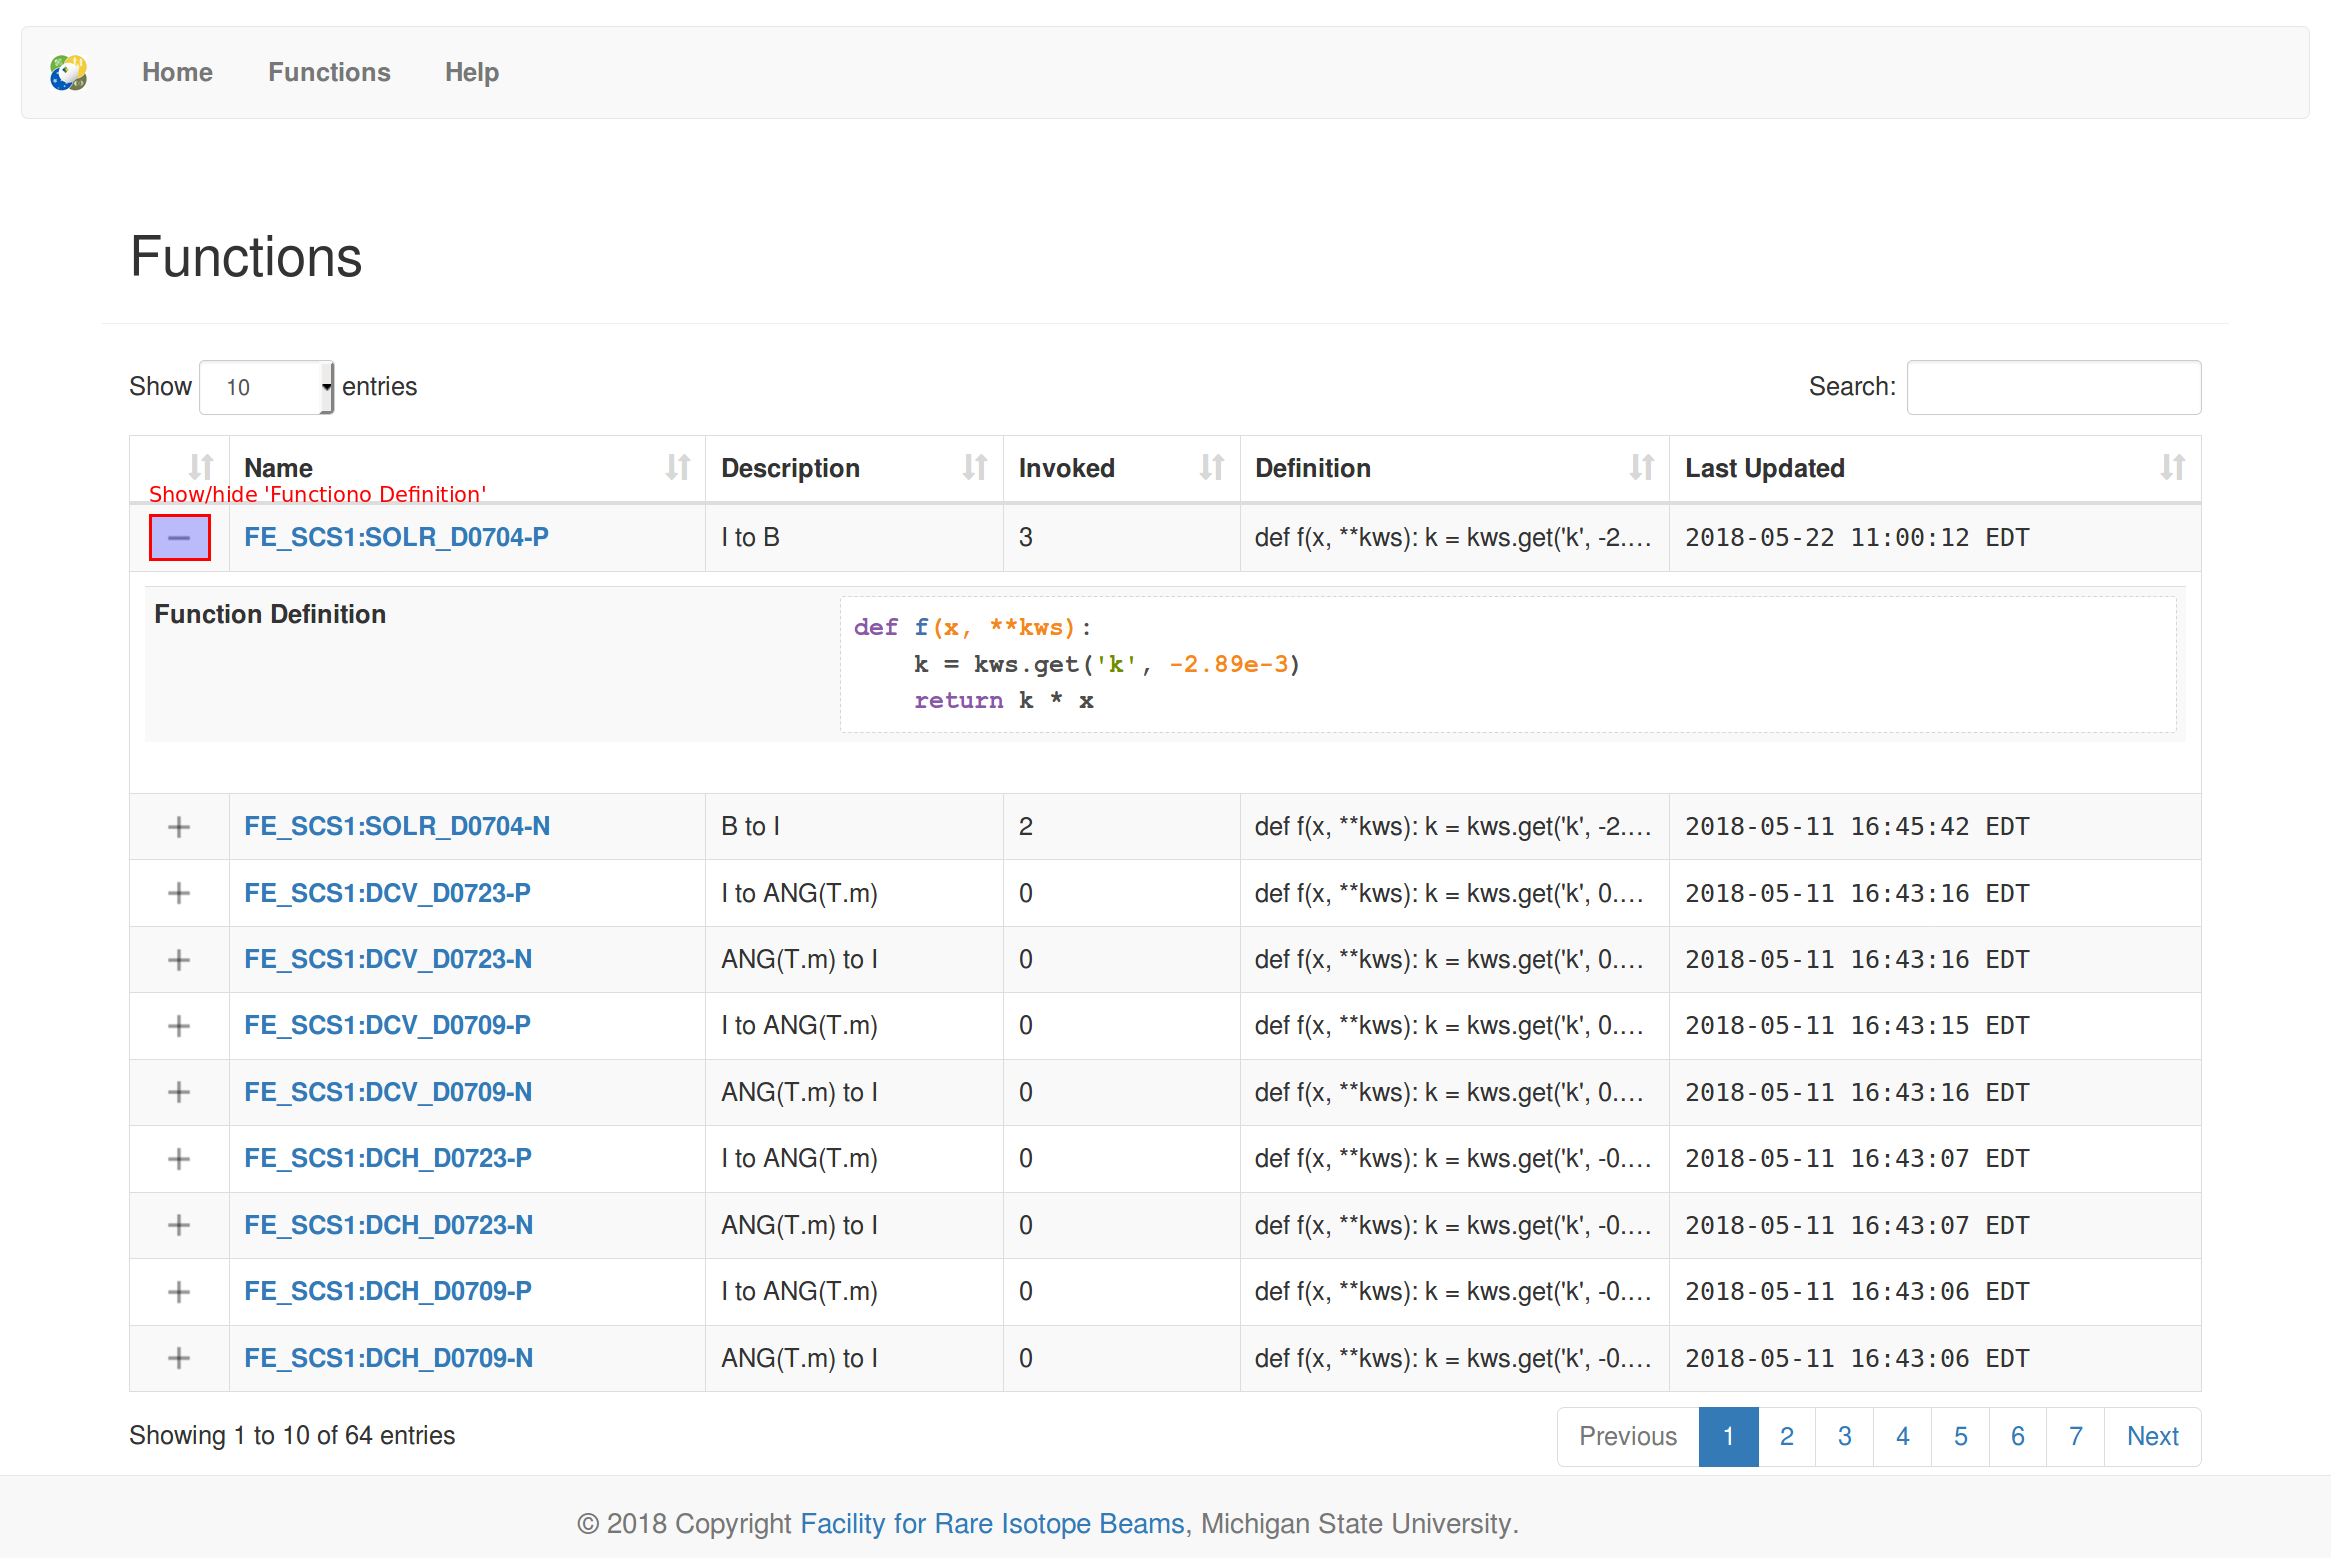 Home Functions Help
Functions
Show 10 entries Search:
Name Description Invoked Definition Last Updated
Show/hide 'Functiono Definition'
FE_SCS1:SOLR_D0704-P I to B 3 def f(x, **kws): k = kws.get('k', -2.... 2018-05-22 11:00:12 EDT
Function Definition
def f(x, **kws):
    k = kws.get('k', -2.89e-3)
    return k * x
FE_SCS1:SOLR_D0704-N B to I 2 def f(x, **kws): k = kws.get('k', -2.... 2018-05-11 16:45:42 EDT
FE_SCS1:DCV_D0723-P I to ANG(T.m) 0 def f(x, **kws): k = kws.get('k', 0.... 2018-05-11 16:43:16 EDT
FE_SCS1:DCV_D0723-N ANG(T.m) to I 0 def f(x, **kws): k = kws.get('k', 0.... 2018-05-11 16:43:16 EDT
FE_SCS1:DCV_D0709-P I to ANG(T.m) 0 def f(x, **kws): k = kws.get('k', 0.... 2018-05-11 16:43:15 EDT
FE_SCS1:DCV_D0709-N ANG(T.m) to I 0 def f(x, **kws): k = kws.get('k', 0.... 2018-05-11 16:43:16 EDT
FE_SCS1:DCH_D0723-P I to ANG(T.m) 0 def f(x, **kws): k = kws.get('k', -0.... 2018-05-11 16:43:07 EDT
FE_SCS1:DCH_D0723-N ANG(T.m) to I 0 def f(x, **kws): k = kws.get('k', -0.... 2018-05-11 16:43:07 EDT
FE_SCS1:DCH_D0709-P I to ANG(T.m) 0 def f(x, **kws): k = kws.get('k', -0.... 2018-05-11 16:43:06 EDT
FE_SCS1:DCH_D0709-N ANG(T.m) to I 0 def f(x, **kws): k = kws.get('k', -0.... 2018-05-11 16:43:06 EDT
Showing 1 to 10 of 64 entries Previous 1 2 3 4 5 6 7 Next
© 2018 Copyright Facility for Rare Isotope Beams, Michigan State University.